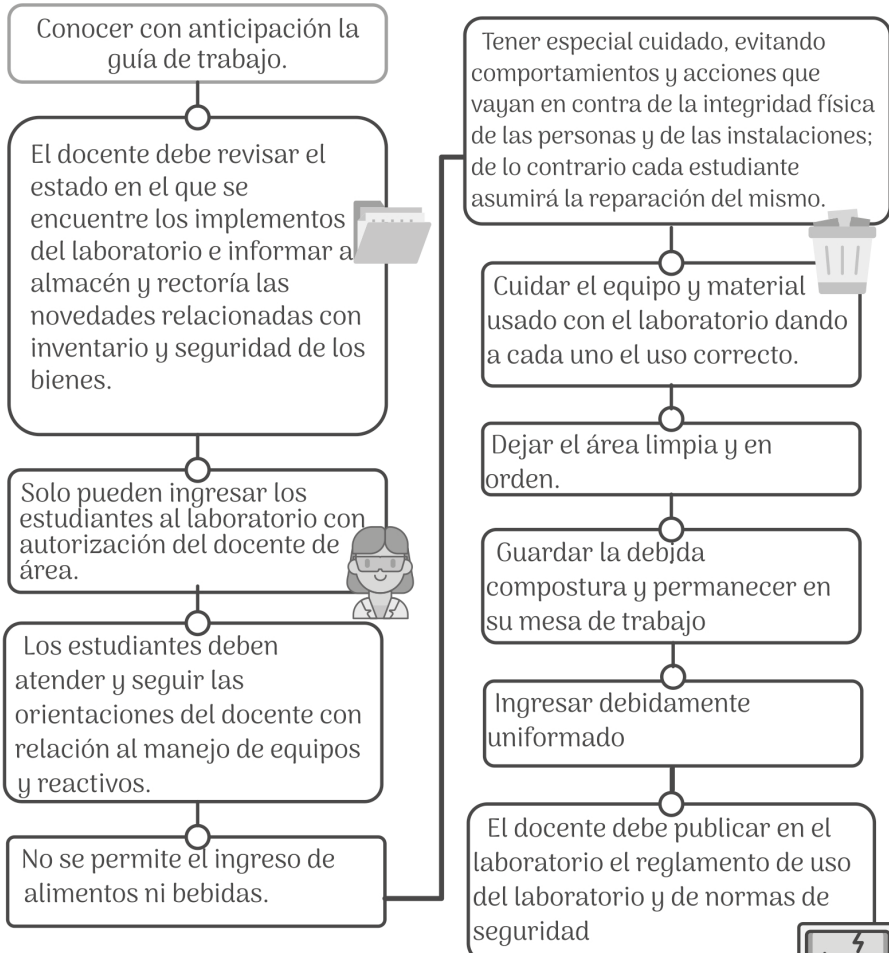 Conocer con anticipación la
guía de trabajo.
El docente debe revisar el
estado en el que se
encuentre los implementos
del laboratorio e informar a
almacén y rectoría las
novedades relacionadas con
inventario y seguridad de los
bienes.
Solo pueden ingresar los
estudiantes al laboratorio con
autorización del docente de
área.
Los estudiantes deben
atender y seguir las
orientaciones del docente con
relación al manejo de equipos
y reactivos.
No se permite el ingreso de
alimentos ni bebidas.
Tener especial cuidado, evitando
comportamientos y acciones que
vayan en contra de la integridad física
de las personas y de las instalaciones;
de lo contrario cada estudiante
asumirá la reparación del mismo.
Cuidar el equipo y material
usado con el laboratorio dando
a cada uno el uso correcto.
Dejar el área limpia y en
orden.
Guardar la debida
compostura y permanecer en
su mesa de trabajo
Ingresar debidamente
uniformado
El docente debe publicar en el
laboratorio el reglamento de uso
del laboratorio y de normas de
seguridad